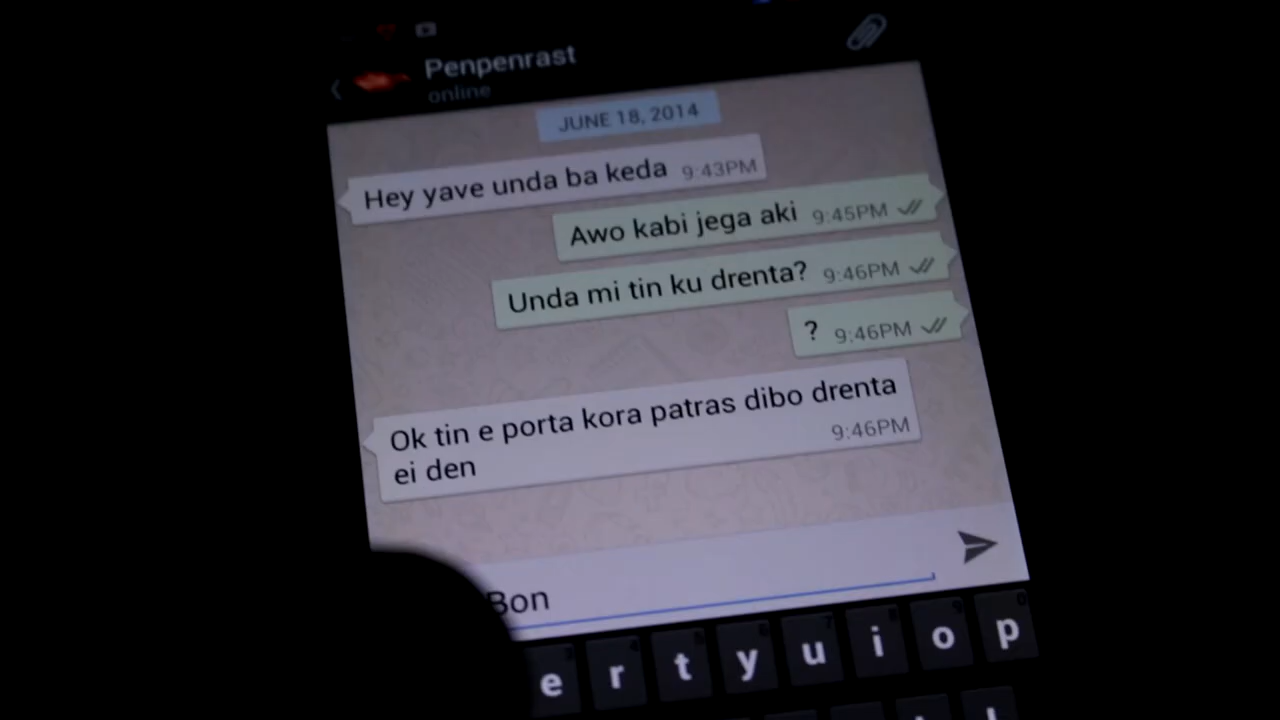 Penpenrast
online
JUNE 18, 2014
Hey yave unda ba keda 9:43PM
Awo kabi jega aki 9:45PM
Unda mi tin ku drenta? 9:46PM
? 9:46PM
Ok tin e porta kora patras dibo drenta
ei den 9:46PM
Bon
e r t y u i o p